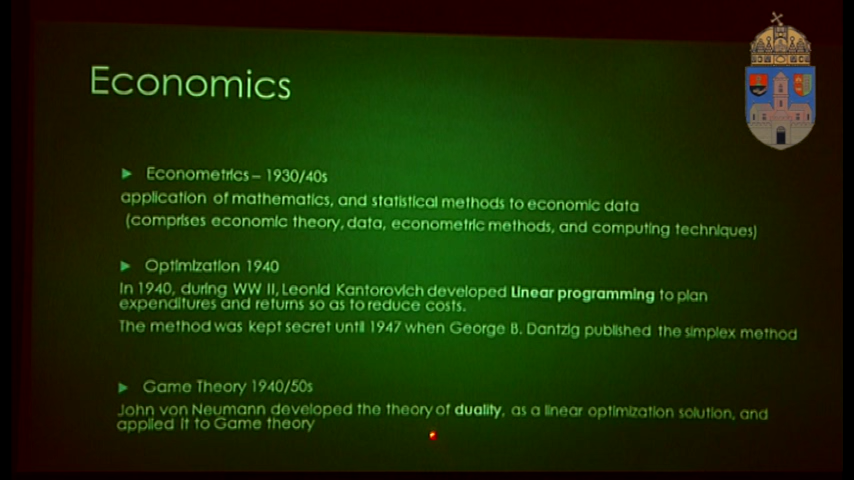 Economics
Econometrics – 1930/40s
application of mathematics, and statistical methods to economic data
(comprises economic theory, data, econometric methods, and computing techniques)
Optimization 1940
In 1940, during WW II, Leonid Kantorovich developed Linear programming to plan
expenditures and returns so as to reduce costs.
The method was kept secret until 1947 when George B. Dantzig published the simplex method
Game Theory 1940/50s
John von Neumann developed the theory of duality, as a linear optimization solution, and
applied it to Game theory